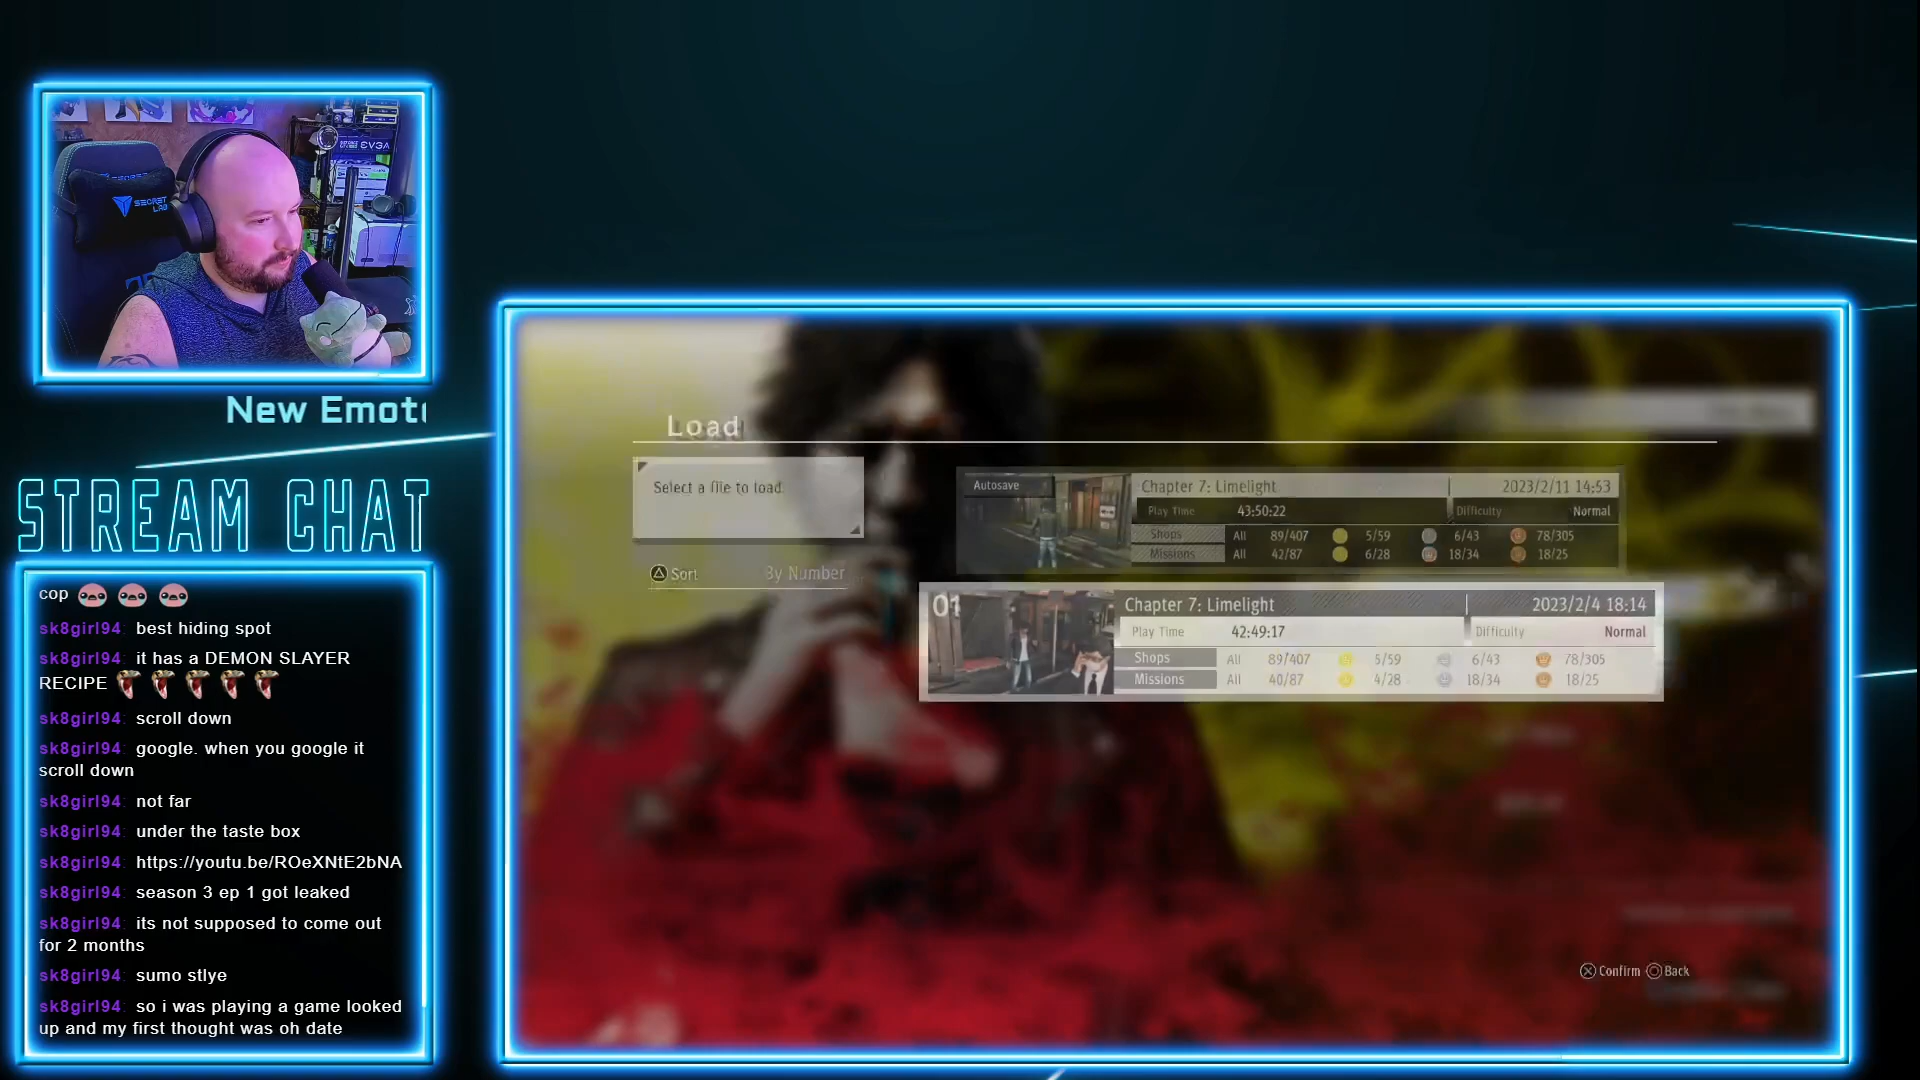 EVGA
SECRET LAB
New Emot
STREAM CHAT
cop
sk8girl94: best hiding spot
sk8girl94: it has a DEMON SLAYER
RECIPE
sk8girl94: scroll down
sk8girl94: google. when you google it
scroll down
sk8girl94: not far
sk8girl94: under the taste box
sk8girl94: https://youtu.be/ROeXNtE2bNA
sk8girl94: season 3 ep 1 got leaked
sk8girl94: its not supposed to come out
for 2 months
sk8girl94: sumo stlye
sk8girl94: so i was playing a game looked
up and my first thought was oh date
Load
Select a file to load.
Sort By Number
Autosave Chapter 7: Limelight 2023/2/11 14:53
Play Time 43:50:22 Difficulty Normal
Shops All 89/407 5/59 6/43 78/305
Missions All 42/87 6/28 18/34 18/25
01 Chapter 7: Limelight 2023/2/4 18:14
Play Time 42:49:17 Difficulty Normal
Shops All 89/407 5/59 6/43 78/305
Missions All 40/87 4/28 18/34 18/25
Confirm Back